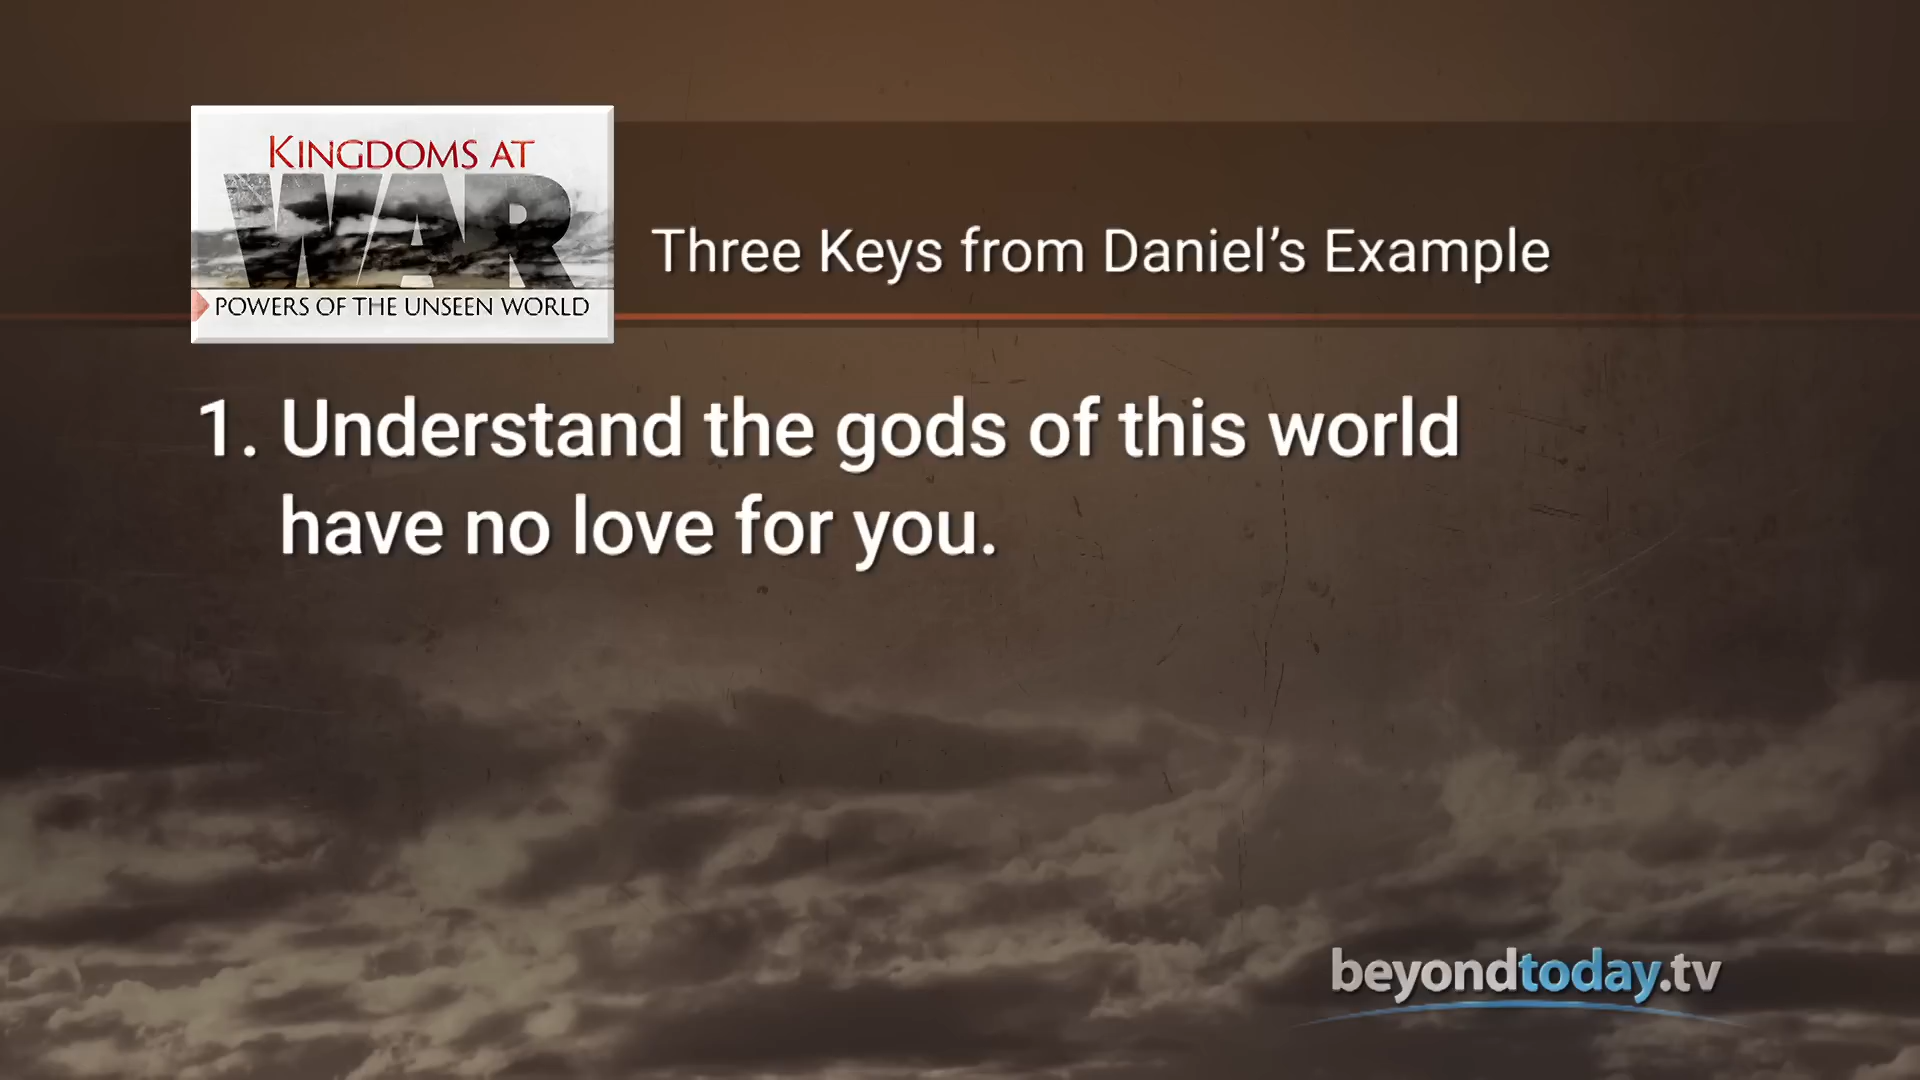 KINGDOMS AT
WAR
POWERS OF THE UNSEEN WORLD
Three Keys from Daniel’s Example
1. Understand the gods of this world
have no love for you.
beyondtoday.tv